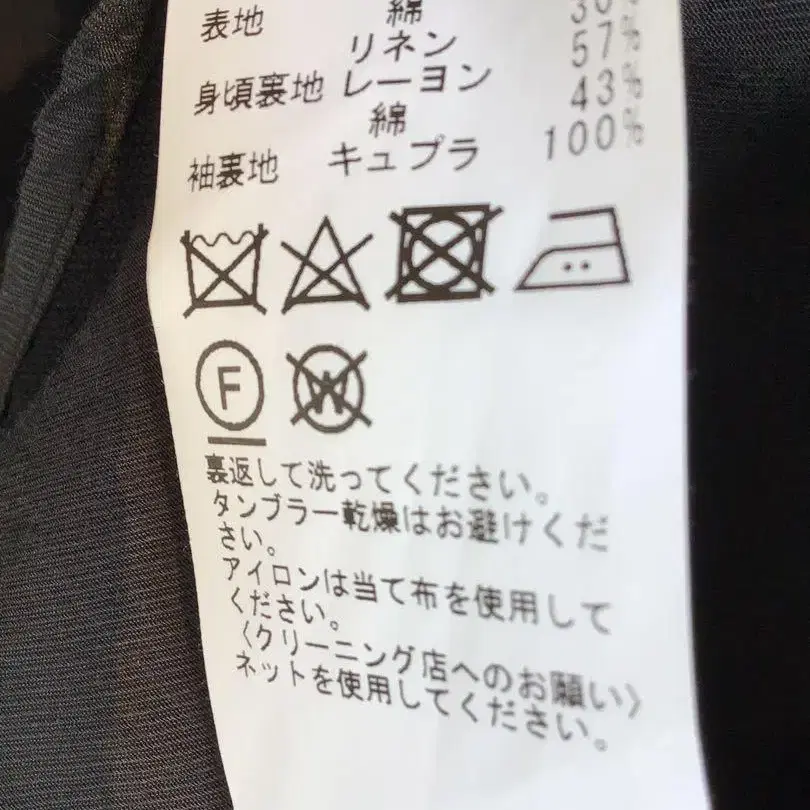 表地 綿
リネン
身頃裏地 レーヨン 57%
綿 43%
袖裏地 キュプラ 100%
F W
裏返して洗ってください。
タンブラー乾燥はお避けくだ
さい。
アイロンは当て布を使用して
ください。
〈クリーニング店へのお願い〉
ネットを使用してください。